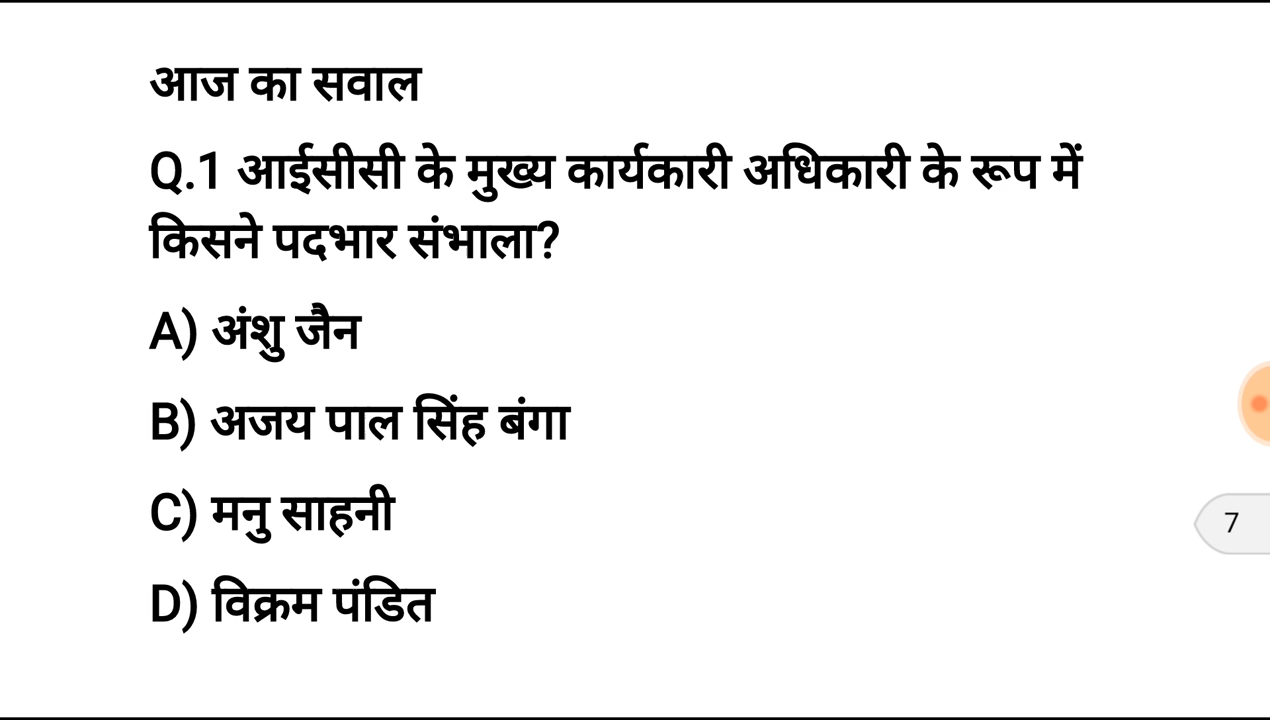 आज का सवाल
Q.1 आईसीसी के मुख्य कार्यकारी अधिकारी के रूप में
किसने पदभार संभाला?
A) अंशु जैन
B) अजय पाल सिंह बंगा
C) मनु साहनी
7
D) विक्रम पंडित